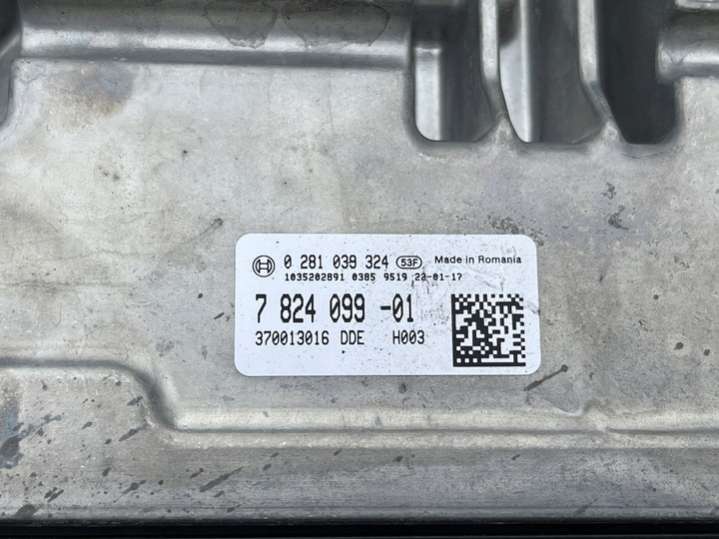 0 281 039 324 53F Made in Romania
1035202891 0385 9519 22-01-17
7 824 099 -01
370013016 DDE H003